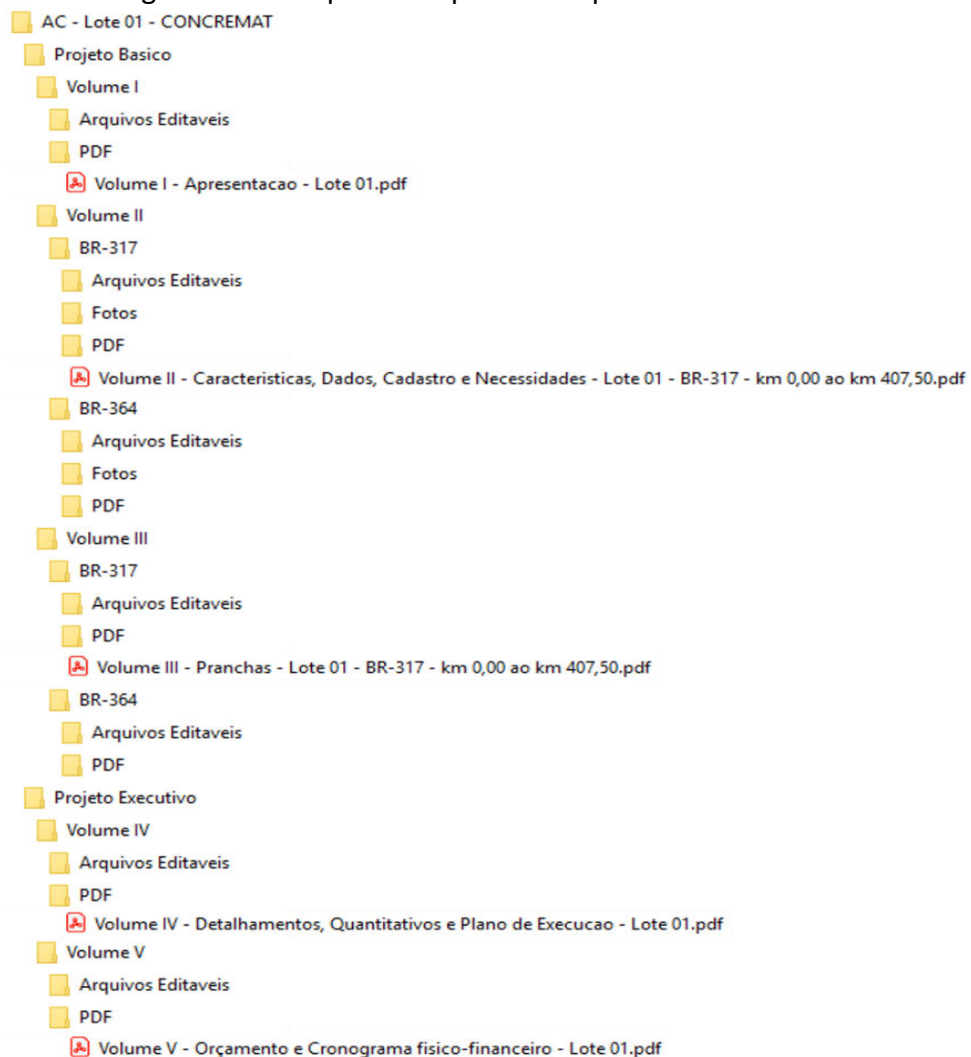 AC - Lote 01 - CONCREMAT
Projeto Basico
Volume I
Arquivos Editaveis
PDF
Volume I - Apresentacao - Lote 01.pdf
Volume II
BR-317
Arquivos Editaveis
Fotos
PDF
Volume II - Caracteristicas, Dados, Cadastro e Necessidades - Lote 01 - BR-317 - km 0,00 ao km 407,50.pdf
BR-364
Arquivos Editaveis
Fotos
PDF
Volume III
BR-317
Arquivos Editaveis
PDF
Volume III - Pranchas - Lote 01 - BR-317 - km 0,00 ao km 407,50.pdf
BR-364
Arquivos Editaveis
PDF
Projeto Executivo
Volume IV
Arquivos Editaveis
PDF
Volume IV - Detalhamentos, Quantitativos e Plano de Execucao - Lote 01.pdf
Volume V
Arquivos Editaveis
PDF
Volume V - Orçamento e Cronograma fisico-financeiro - Lote 01.pdf